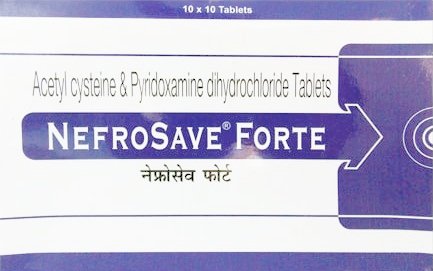 10 x 10 Tablets
Acetyl cysteine & Pyridoxamine dihydrochloride Tablets
NEFROSAVE® FORTE
नेफ्रोसेव फोर्ट